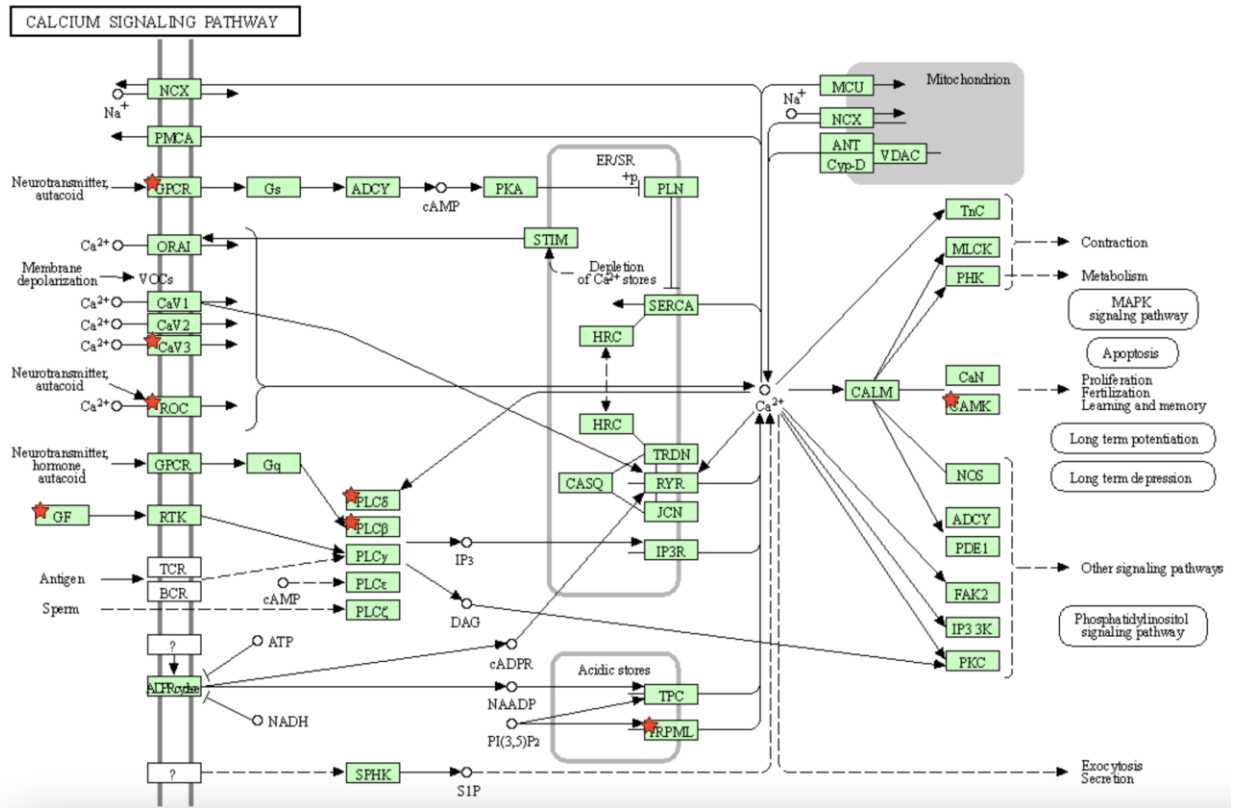 CALCIUM SIGNALING PATHWAY
NCX
Na+
PMCA
MCU
Mitochondrion
Na+
NCX
ANT
Cyp-D
VDAC
Neurotransmitter,
autacoid
GPCR
Gs
ADCY
cAMP
PKA
ER/SR
+p
PLN
Ca2+
ORAI
STIM
Depletion
of Ca2+ stores
Membrane
depolarization
VOCs
Ca2+
CaV1
Ca2+
CaV2
Ca2+
CaV3
SERCA
HRC
Neurotransmitter,
autacoid
Ca2+
ROC
HRC
Ca2+
CALM
Neurotransmitter,
hormone,
autacoid
GPCR
Gq
TRDN
CASQ
RYR
JCN
GF
RTK
PLCδ
PLCβ
PLCγ
PLCε
PLCζ
IP3
IP3R
Antigen
TCR
BCR
cAMP
Sperm
DAG
?
ATP
cADPR
NAADP
NADH
PI(3,5)P2
Acidic stores
TPC
TRPML
?
SPHK
S1P
TnC
MLCK
PHK
Contraction
Metabolism
MAPK
signaling pathway
Apoptosis
CaN
CAMK
Proliferation
Fertilization
Learning and memory
Long term potentiation
Long term depression
NOS
ADCY
PDE1
FAK2
IP3 3K
PKC
Other signaling pathways
Phosphatidylinositol
signaling pathway
Exocytosis
Secretion